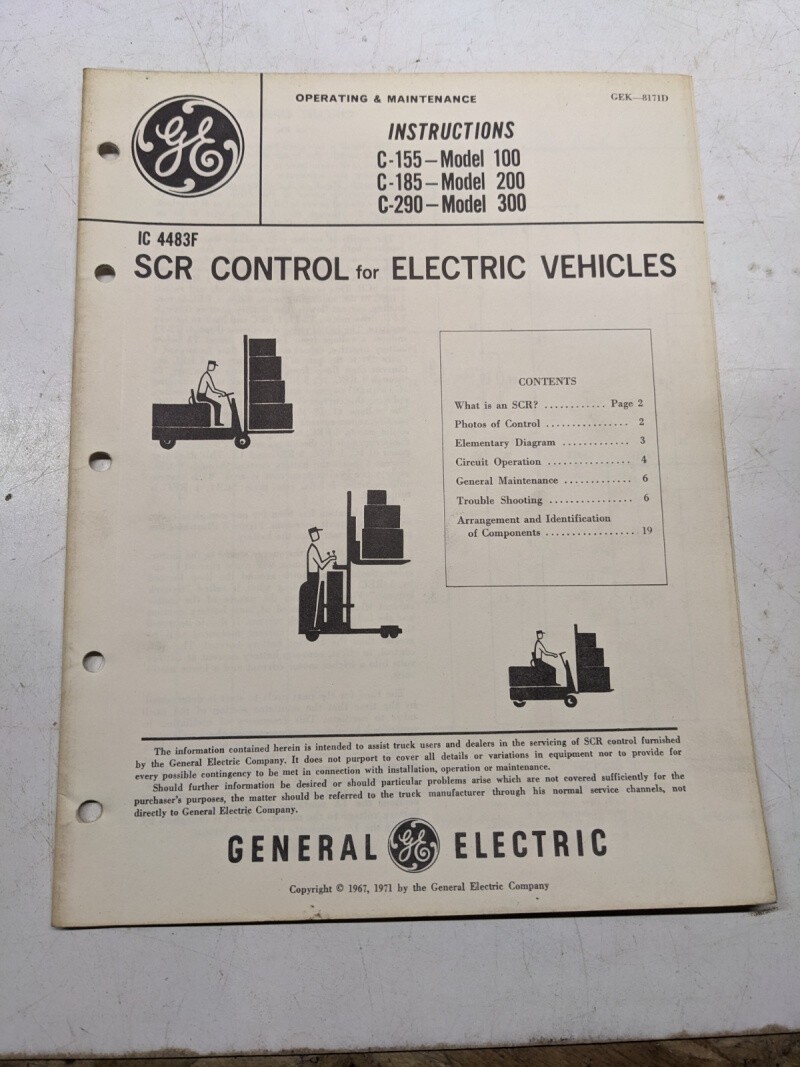 GE
OPERATING & MAINTENANCE
GEK—8171D
INSTRUCTIONS
C-155—Model 100
C-185—Model 200
C-290—Model 300
IC 4483F
SCR CONTROL for ELECTRIC VEHICLES
CONTENTS
What is an SCR? ............ Page 2
Photos of Control ................ 2
Elementary Diagram ............. 3
Circuit Operation ................ 4
General Maintenance ............. 6
Trouble Shooting ................ 6
Arrangement and Identification
of Components .................. 19
The information contained herein is intended to assist truck users and dealers in the servicing of SCR control furnished
by the General Electric Company. It does not purport to cover all details or variations in equipment nor to provide for
every possible contingency to be met in connection with installation, operation or maintenance.
Should further information be desired or should particular problems arise which are not covered sufficiently for the
purchaser's purposes, the matter should be referred to the truck manufacturer through his normal service channels, not
directly to General Electric Company.
GENERAL GE ELECTRIC
Copyright © 1967, 1971 by the General Electric Company